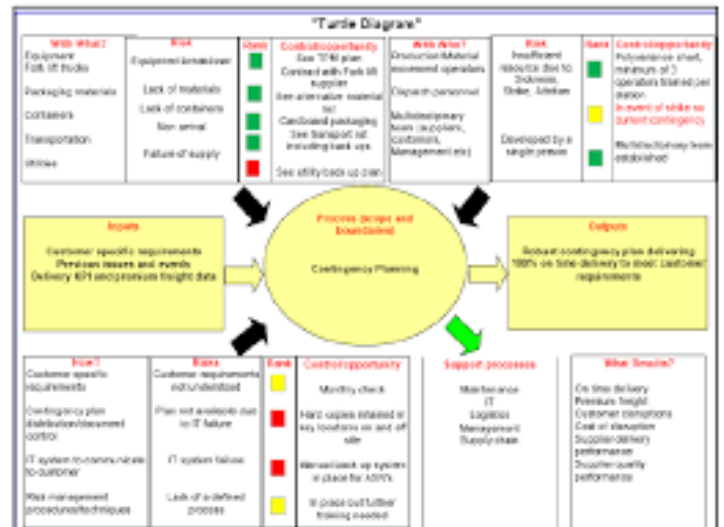 "Turtle Diagram"
With What?
Equipment
Fork lift trucks
Packaging materials
Containers
Transportation
Utilities
Risk
Equipment breakdown
Lack of materials
Lack of containers
Non arrival
Failure of supply
Rank
Control/opportunity
See TPM plan
Contract with Fork lift
supplier
See alternative material
list
Cardboard packaging
See transport list
including back ups
See utility back up plan
With Who?
Production/Material
movement operators
Dispatch personnel
Multidisciplinary
team (suppliers,
customers,
Management etc)
Risk
Insufficient
resource due to
Sickness,
Strike, Attrition
Developed by a
single person
Rank
Control/opportunity
Polyvalence chart,
minimum of 3
operators trained per
station.
In event of strike no
current contingency
Multidisciplinary team
established
Inputs
Customer specific requirements
Previous issues and events
Delivery KPI and premium freight data
Process (scope and
boundaries)
Contingency Planning
Outputs
Robust contingency plan delivering
100% on time delivery to meet customer
requirements
How?
Customer specific
requirements
Contingency plan
distribution/document
control
IT system to communicate
to customer
Risk management
procedures/techniques
Risks
Customer requirements
not understood
Plan not available due
to IT failure
IT system failure
Lack of a defined
process
Rank
Control/opportunity
Monthly check
Hard copies retained in
key locations on and off
site
Manual back up system
in place for
In place but further
training needed
Support processes
Maintenance
IT
Logistics
Management
Supply chain
What Results?
On time delivery
Premium freight
Customer disruptions
Cost of disruption
Supplier delivery
performance
Supplier quality
performance